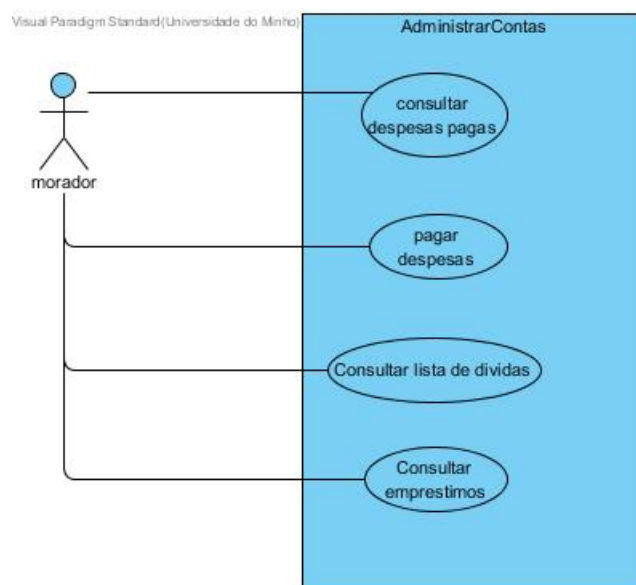 Visual Paradigm Standard(Universidade do Minho)
AdministrarContas
consultar
despesas pagas
morador
pagar
despesas
Consultar lista de dividas
Consultar
emprestimos